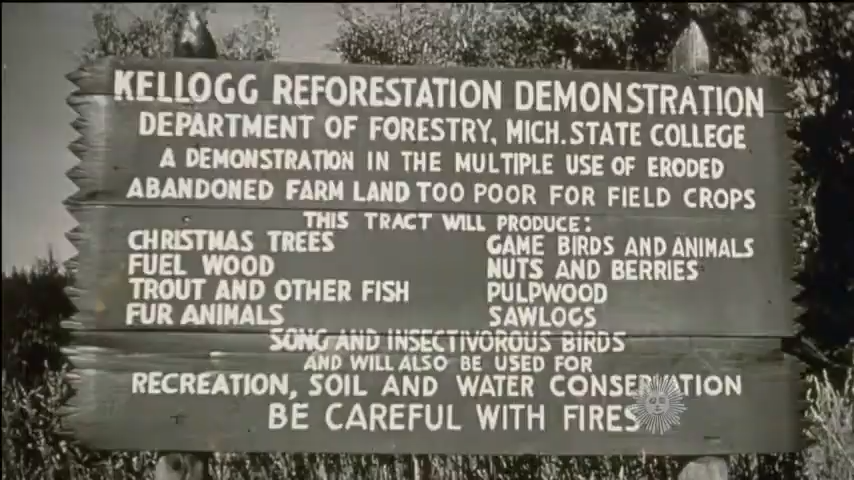 KELLOGG REFORESTATION DEMONSTRATION
DEPARTMENT OF FORESTRY, MICH. STATE COLLEGE
A DEMONSTRATION IN THE MULTIPLE USE OF ERODED
ABANDONED FARM LAND TOO POOR FOR FIELD CROPS
THIS TRACT WILL PRODUCE:
CHRISTMAS TREES
FUEL WOOD
TROUT AND OTHER FISH
FUR ANIMALS
GAME BIRDS AND ANIMALS
NUTS AND BERRIES
PULPWOOD
SAWLOGS
SONG AND INSECTIVOROUS BIRDS
AND WILL ALSO BE USED FOR
RECREATION, SOIL AND WATER CONSERVATION
BE CAREFUL WITH FIRES